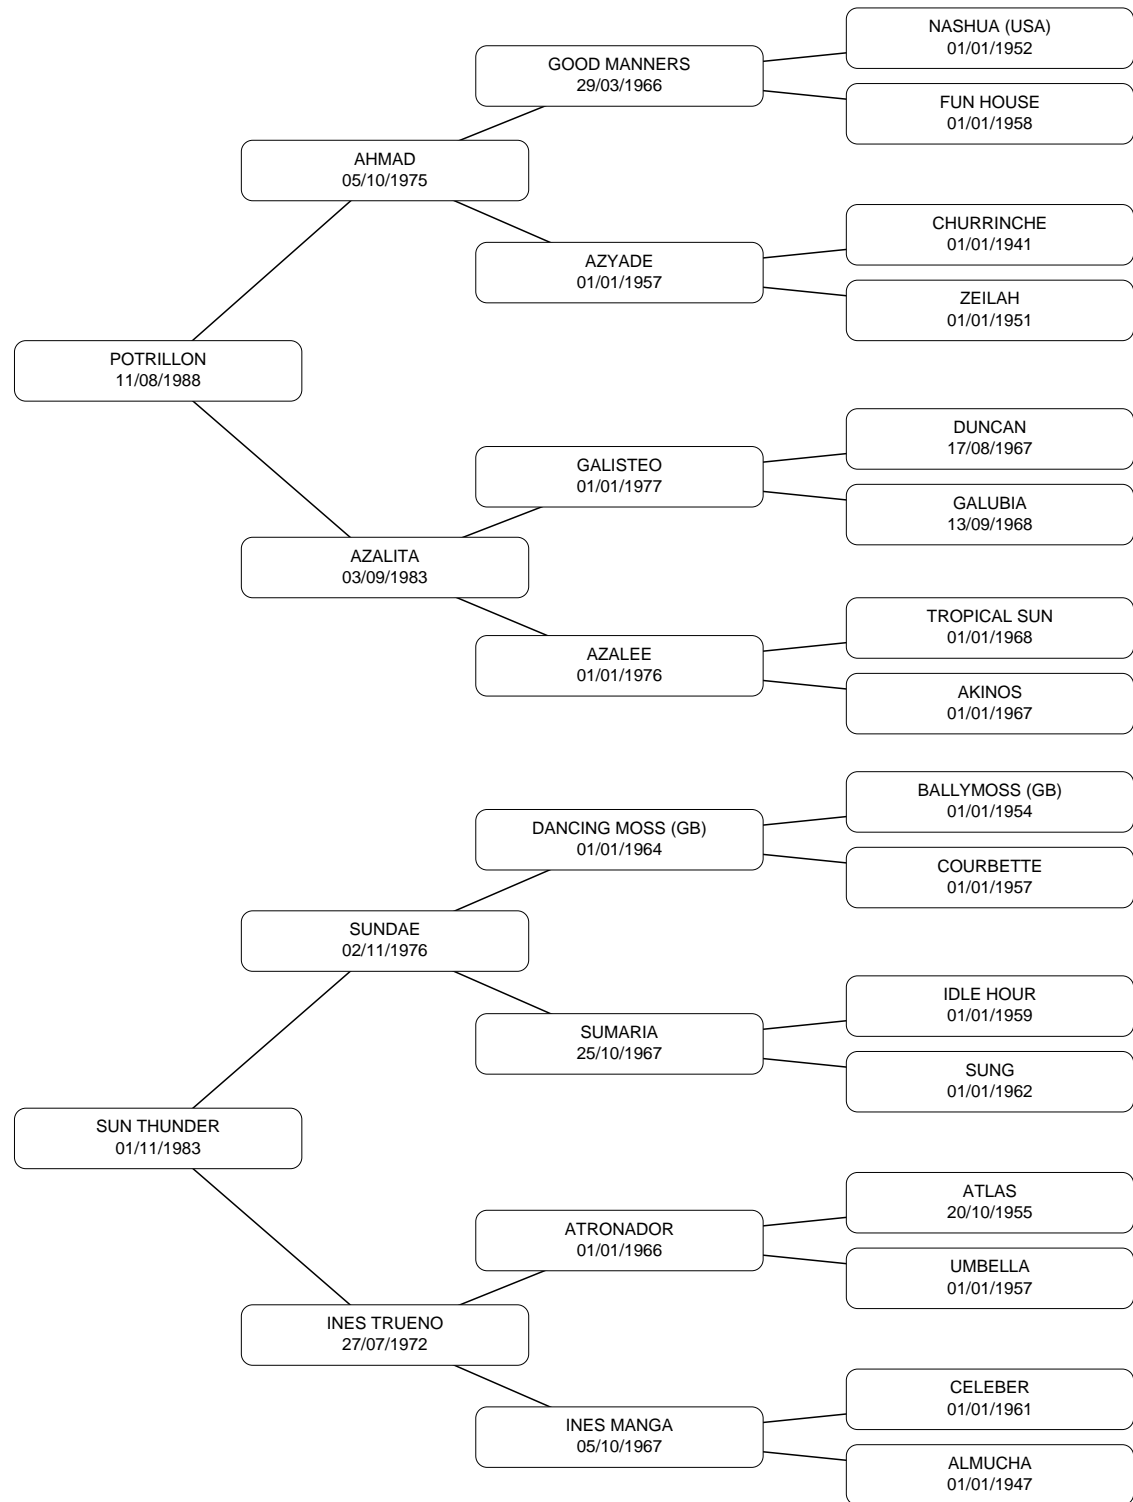 NASHUA (USA)
01/01/1952
GOOD MANNERS
29/03/1966
FUN HOUSE
01/01/1958
AHMAD
05/10/1975
CHURRINCHE
01/01/1941
AZYADE
01/01/1957
ZEILAH
01/01/1951
POTRILLON
11/08/1988
DUNCAN
17/08/1967
GALISTEO
01/01/1977
GALUBIA
13/09/1968
AZALITA
03/09/1983
TROPICAL SUN
01/01/1968
AZALEE
01/01/1976
AKINOS
01/01/1967
BALLYMOSS (GB)
01/01/1954
DANCING MOSS (GB)
01/01/1964
COURBETTE
01/01/1957
SUNDAE
02/11/1976
IDLE HOUR
01/01/1959
SUMARIA
25/10/1967
SUNG
01/01/1962
SUN THUNDER
01/11/1983
ATLAS
20/10/1955
ATRONADOR
01/01/1966
UMBELLA
01/01/1957
INES TRUENO
27/07/1972
CELEBER
01/01/1961
INES MANGA
05/10/1967
ALMUCHA
01/01/1947